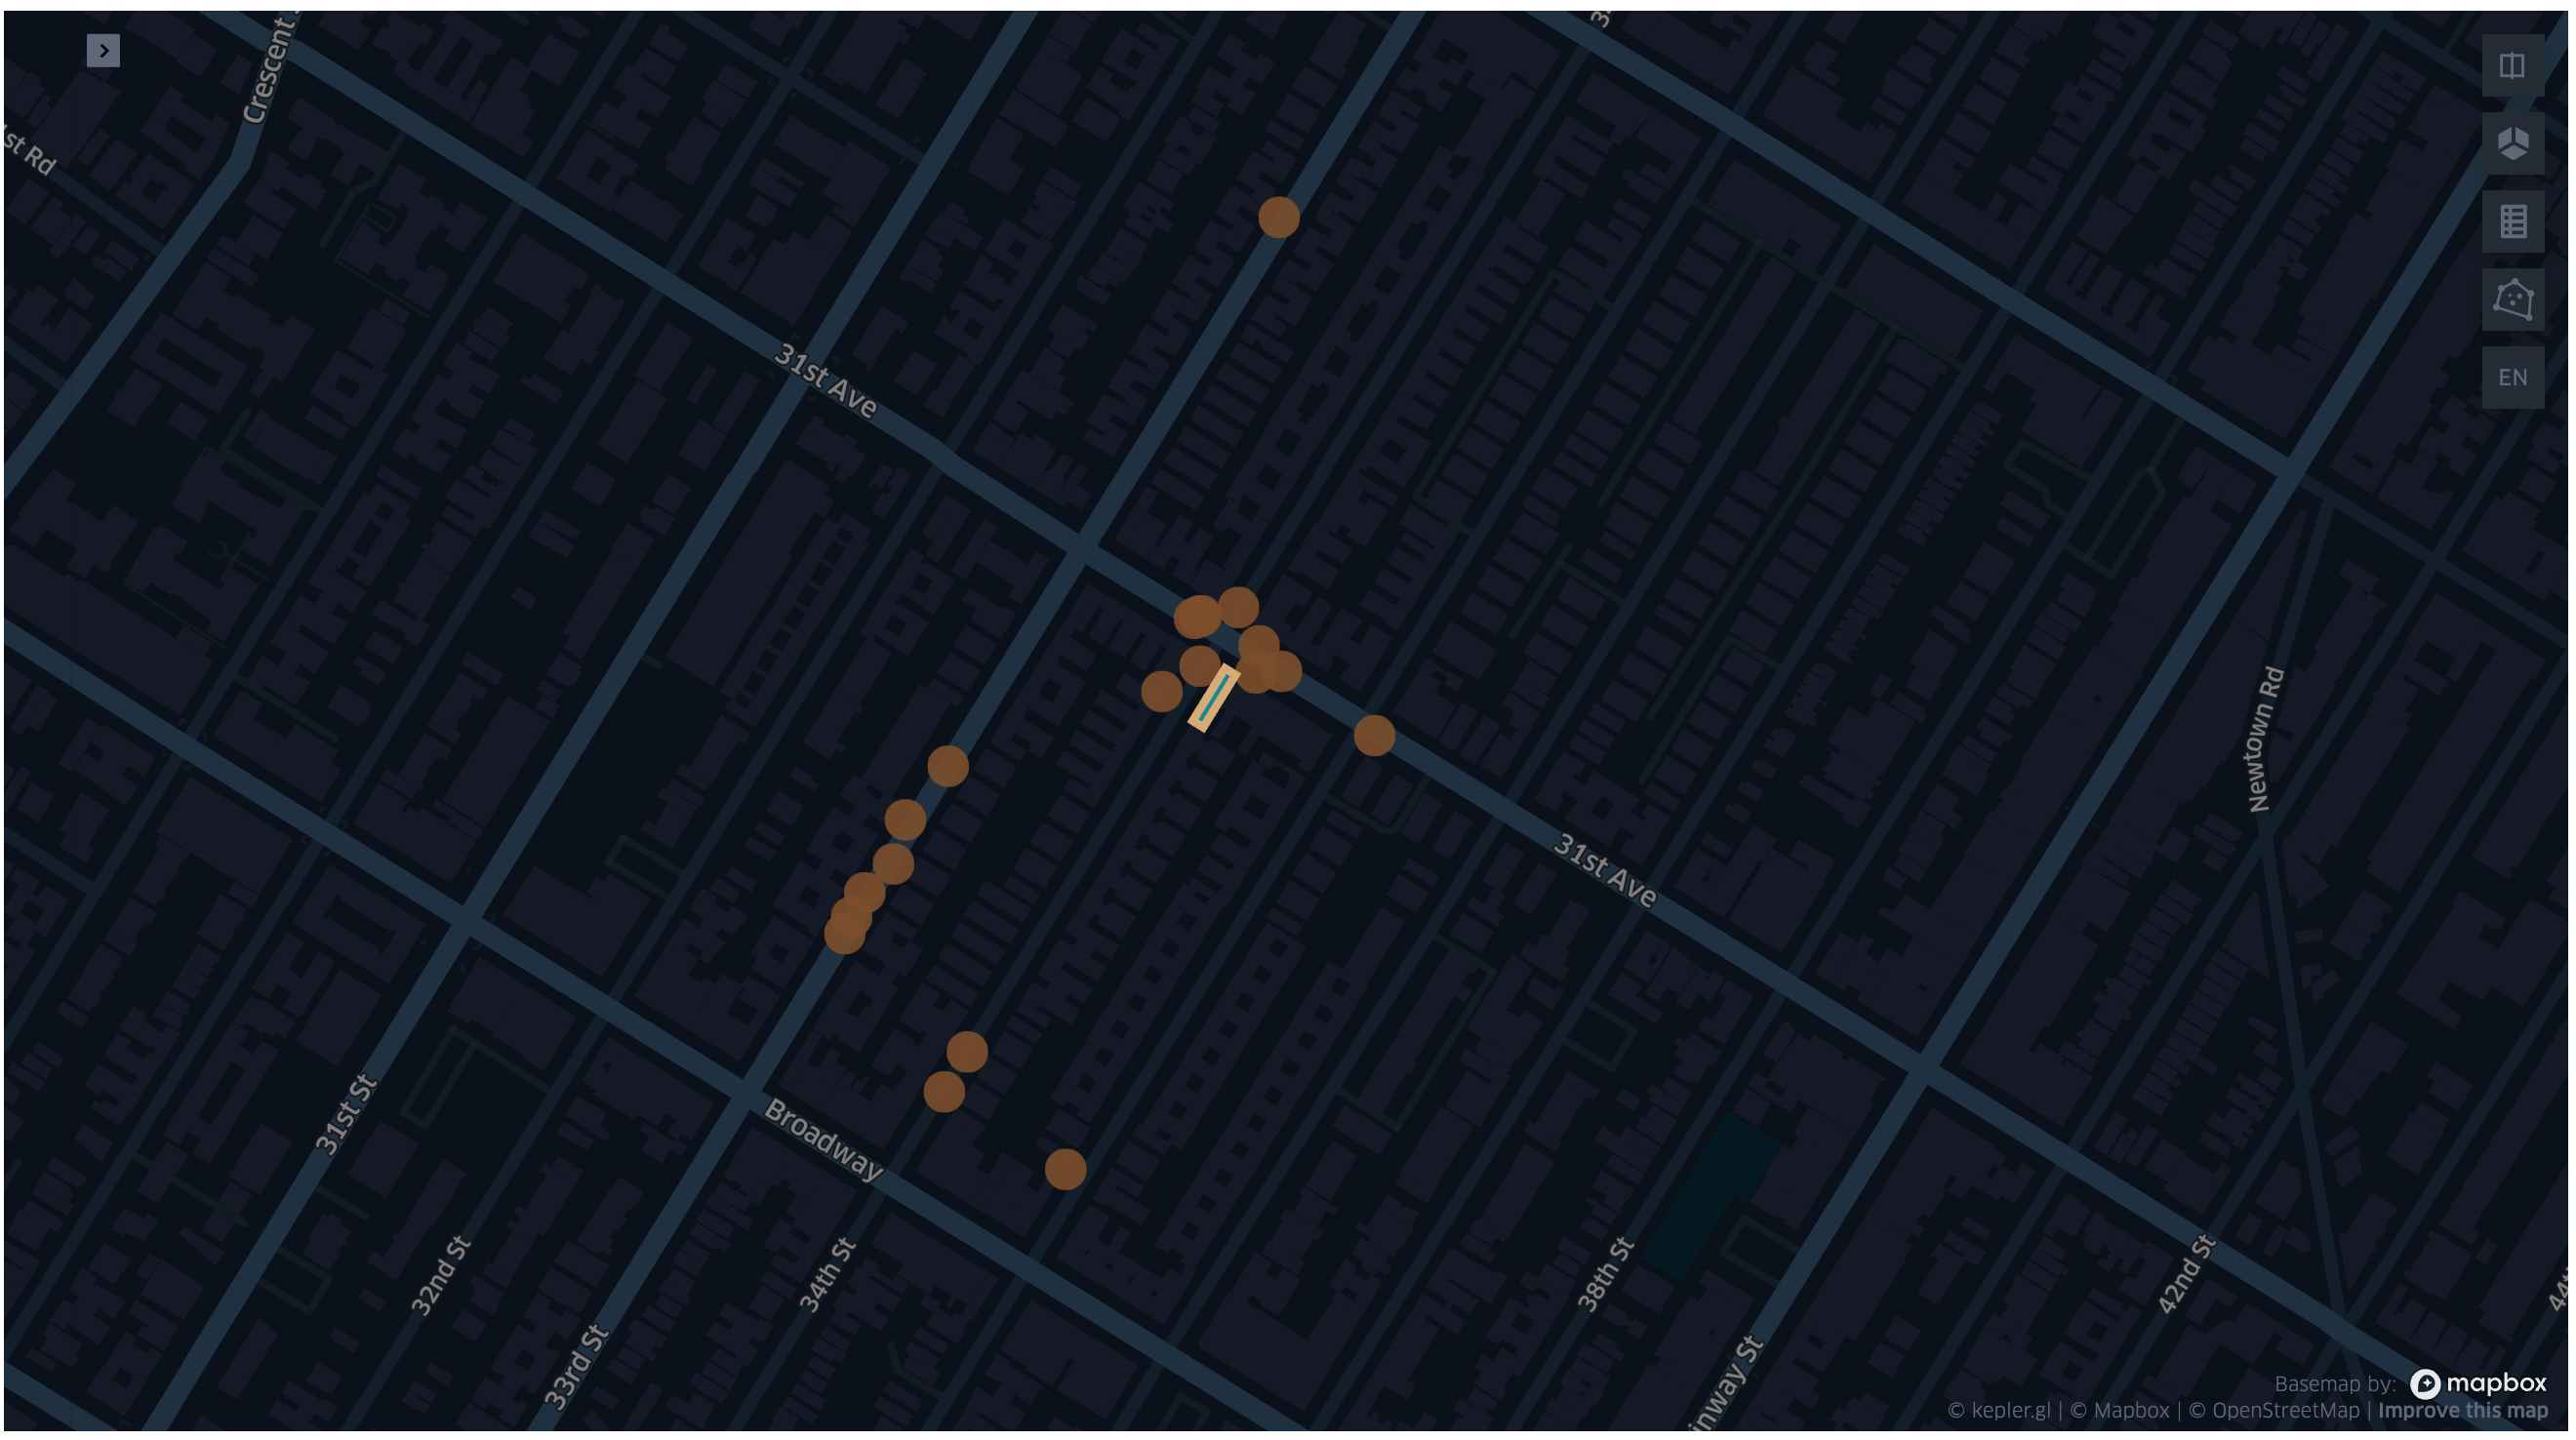 Crescent
st Rd
EN
31st Ave
Newtown Rd
31st Ave
31st St
Broadway
32nd St
34th St
38th St
42nd St
33rd St
inway St
44t
Basemap by: mapbox
© kepler.gl | © Mapbox | © OpenStreetMap | Improve this map